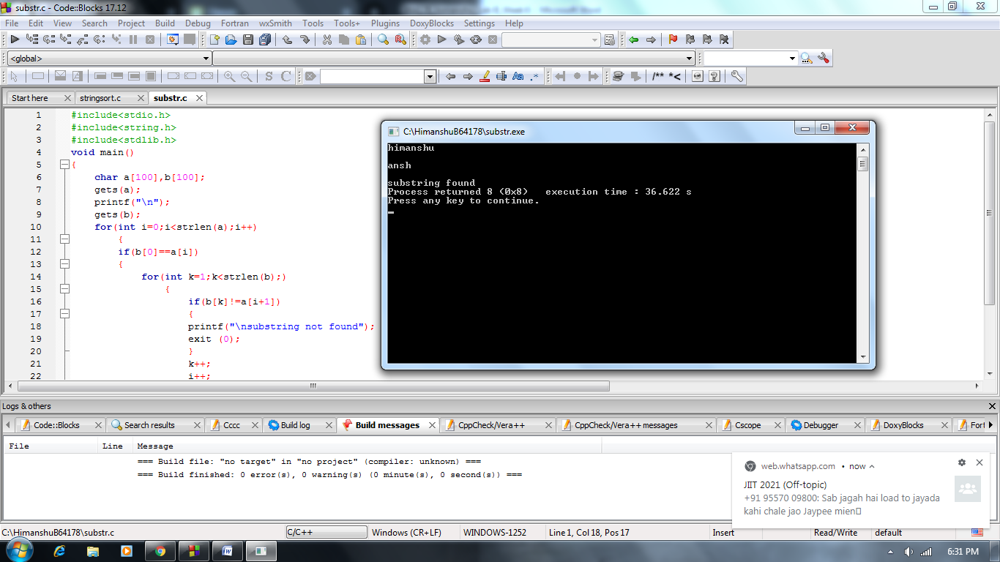 substr.c - Code::Blocks 17.12
File Edit View Search Project Build Debug Fortran wxSmith Tools Tools+ Plugins DoxyBlocks Settings Help
<global>
S C Aa .* /** *<
Start here stringsort.c substr.c
1 #include<stdio.h>
2 #include<string.h>
3 #include<stdlib.h>
4 void main()
5 {
6 char a[100],b[100];
7 gets(a);
8 printf("\n");
9 gets(b);
10 for(int i=0;i<strlen(a);i++)
11 {
12 if(b[0]==a[i])
13 {
14 for(int k=1;k<strlen(b);)
15 {
16 if(b[k]!=a[i+1])
17 {
18 printf("\nsubstring not found");
19 exit (0);
20 }
21 k++;
22 i++;
C:\HimanshuB64178\substr.exe
himanshu
ansh
substring found
Process returned 8 (0x8) execution time : 36.622 s
Press any key to continue.
Logs & others
Code::Blocks Search results Cccc Build log Build messages CppCheck/Vera++ CppCheck/Vera++ messages Cscope Debugger DoxyBlocks Fort
File Line Message
=== Build file: "no target" in "no project" (compiler: unknown) ===
=== Build finished: 0 error(s), 0 warning(s) (0 minute(s), 0 second(s)) ===
web.whatsapp.com • now
JIIT 2021 (Off-topic)
+91 95570 09800: Sab jagah hai load to jayada
kahi chale jao Jaypee mien
C:\HimanshuB64178\substr.c C/C++ Windows (CR+LF) WINDOWS-1252 Line 1, Col 18, Pos 17 Insert Read/Write default
6:31 PM